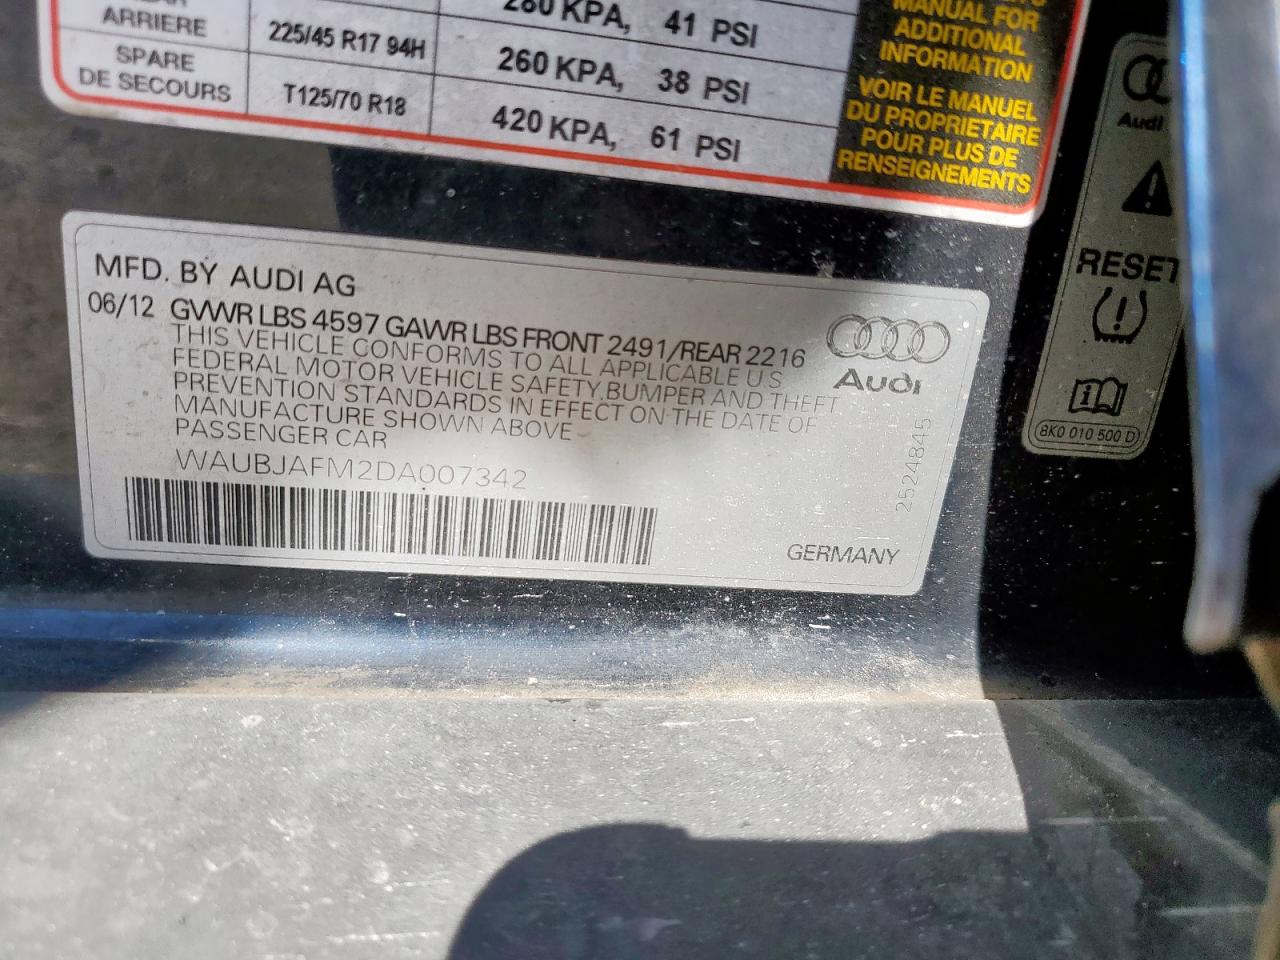 ARRIERE 225/45 R17 94H 280 KPA, 41 PSI
260 KPA, 38 PSI
SPARE
DE SECOURS T125/70 R18 420 KPA, 61 PSI
MANUAL FOR
ADDITIONAL
INFORMATION
VOIR LE MANUEL
DU PROPRIETAIRE
POUR PLUS DE
RENSEIGNEMENTS
MFD. BY AUDI AG
06/12 GVWR LBS 4597 GAWR LBS FRONT 2491/REAR 2216
THIS VEHICLE CONFORMS TO ALL APPLICABLE U.S
FEDERAL MOTOR VEHICLE SAFETY,BUMPER AND THEFT
PREVENTION STANDARDS IN EFFECT ON THE DATE OF
MANUFACTURE SHOWN ABOVE
PASSENGER CAR
WAUBJAFM2DA007342
Audi
2524845
GERMANY
Audi
RESET
8K0 010 500 D